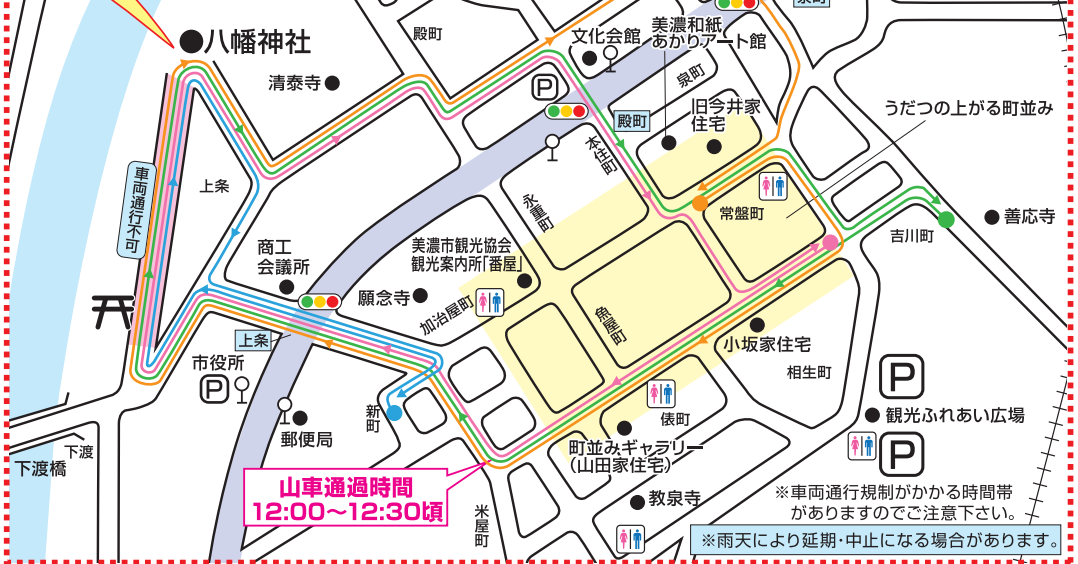 泉町
殿町
八幡神社
清泰寺
文化会館
美濃和紙
あかりアート館
P
泉町
殿町
旧今井家
住宅
うだつの上がる町並み
本住町
車両通行不可
上条
永重町
常盤町
善応寺
吉川町
商工
会議所
美濃市観光協会
観光案内所「番屋」
願念寺
加治屋町
魚屋町
上条
小坂家住宅
相生町
市役所
P
新町
郵便局
俵町
P
観光ふれあい広場
P
町並みギャラリー
(山田家住宅)
下渡
下渡橋
山車通過時間
12:00〜12:30頃
米屋町
教泉寺
※車両通行規制がかかる時間帯
がありますのでご注意下さい。
※雨天により延期・中止になる場合があります。